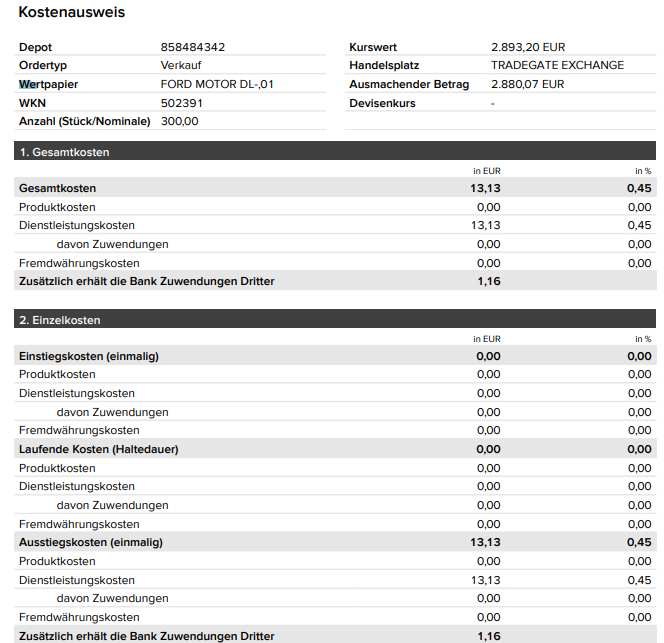 Kostenausweis
Depot 858484342 Kurswert 2.893,20 EUR
Ordertyp Verkauf Handelsplatz TRADEGATE EXCHANGE
Wertpapier FORD MOTOR DL-,01 Ausmachender Betrag 2.880,07 EUR
WKN 502391 Devisenkurs -
Anzahl (Stück/Nominale) 300,00
1. Gesamtkosten
in EUR in %
Gesamtkosten 13,13 0,45
Produktkosten 0,00 0,00
Dienstleistungskosten 13,13 0,45
davon Zuwendungen 0,00 0,00
Fremdwährungskosten 0,00 0,00
Zusätzlich erhält die Bank Zuwendungen Dritter 1,16
2. Einzelkosten
in EUR in %
Einstiegskosten (einmalig) 0,00 0,00
Produktkosten 0,00 0,00
Dienstleistungskosten 0,00 0,00
davon Zuwendungen 0,00 0,00
Fremdwährungskosten 0,00 0,00
Laufende Kosten (Haltedauer) 0,00 0,00
Produktkosten 0,00 0,00
Dienstleistungskosten 0,00 0,00
davon Zuwendungen 0,00 0,00
Fremdwährungskosten 0,00 0,00
Ausstiegskosten (einmalig) 13,13 0,45
Produktkosten 0,00 0,00
Dienstleistungskosten 13,13 0,45
davon Zuwendungen 0,00 0,00
Fremdwährungskosten 0,00 0,00
Zusätzlich erhält die Bank Zuwendungen Dritter 1,16